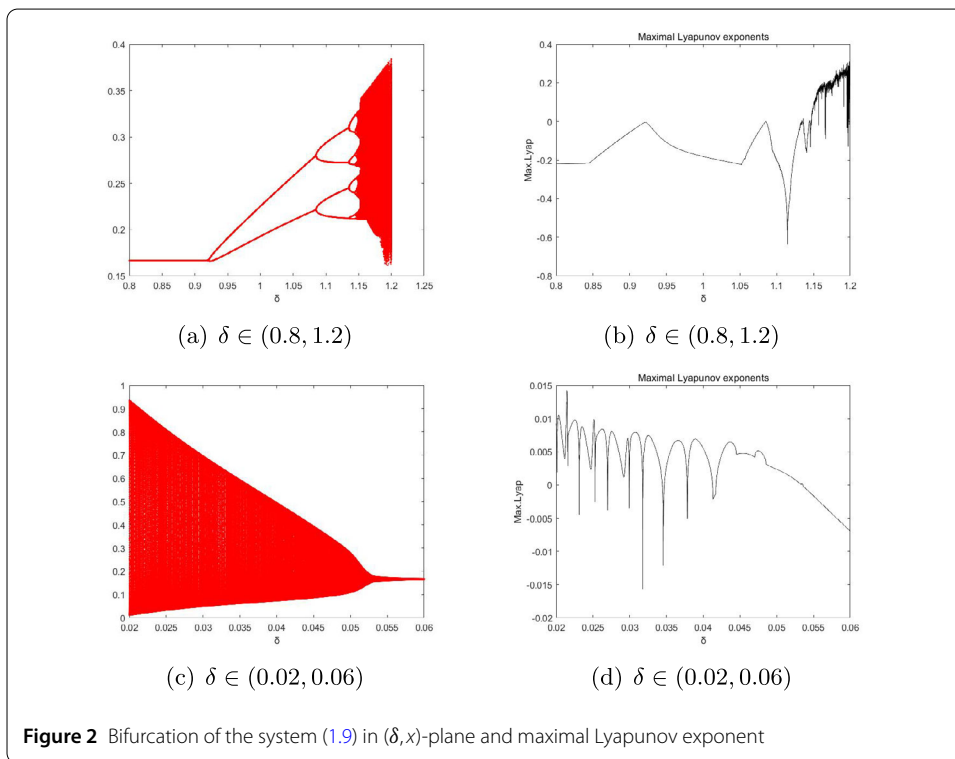 0.4
0.35
0.3
0.25
0.2
0.15
0.8 0.85 0.9 0.95 1 1.05 1.1 1.15 1.2 1.25
δ
Maximal Lyapunov exponents
0.4
0.2
0
-0.2
-0.4
-0.6
-0.8
Max.Lyap
0.8 0.85 0.9 0.95 1 1.05 1.1 1.15 1.2
δ
(a) δ ∈ (0.8, 1.2)
(b) δ ∈ (0.8, 1.2)
1
0.9
0.8
0.7
0.6
0.5
0.4
0.3
0.2
0.1
0
0.02 0.025 0.03 0.035 0.04 0.045 0.05 0.055 0.06
δ
Maximal Lyapunov exponents
0.015
0.01
0.005
0
-0.005
-0.01
-0.015
-0.02
Max.Lyap
0.02 0.025 0.03 0.035 0.04 0.045 0.05 0.055 0.06
δ
(c) δ ∈ (0.02, 0.06)
(d) δ ∈ (0.02, 0.06)
Figure 2 Bifurcation of the system (1.9) in (δ,x)-plane and maximal Lyapunov exponent